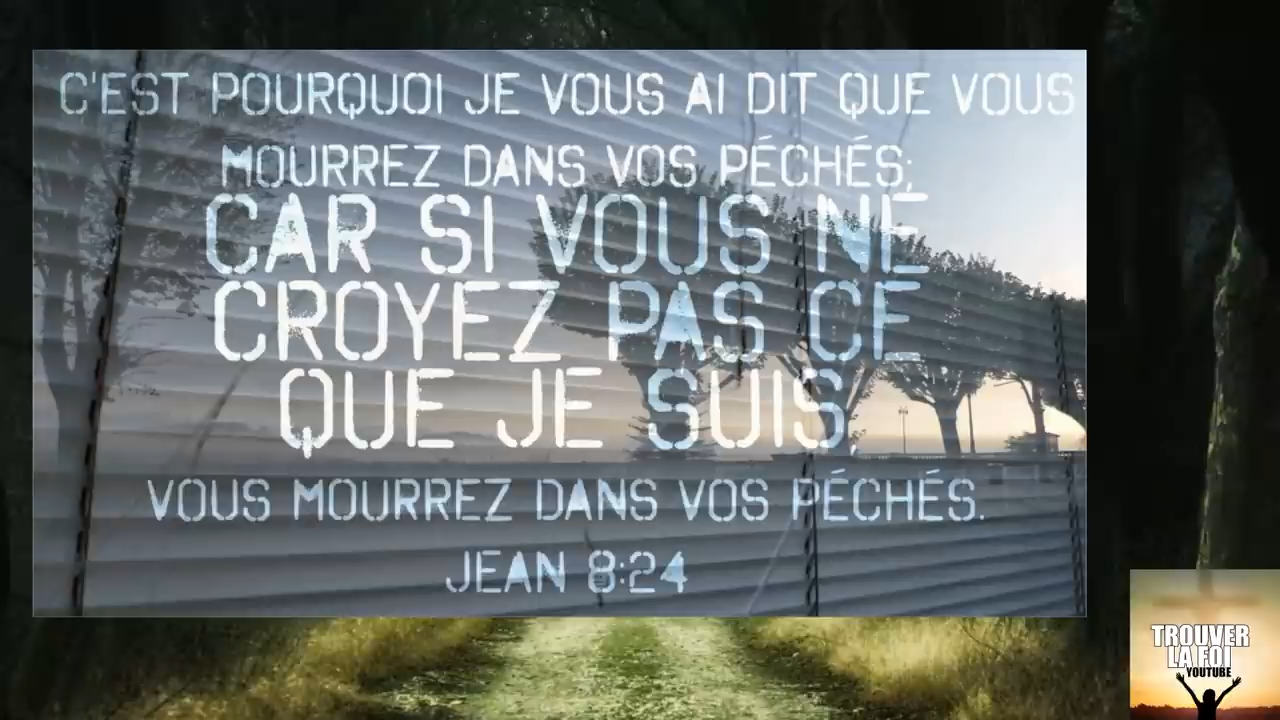 C'EST POURQUOI JE VOUS AI DIT QUE VOUS
MOURREZ DANS VOS PÉCHÉS;
CAR SI VOUS NE
CROYEZ PAS CE
QUE JE SUIS,
VOUS MOURREZ DANS VOS PÉCHÉS.
JEAN 8:24
TROUVER
LA FOI
YOUTUBE